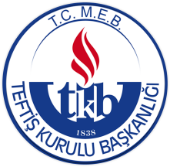 T.C. M.E.B.
tkb
1838
TEFTİŞ KURULU BAŞKANLIĞI